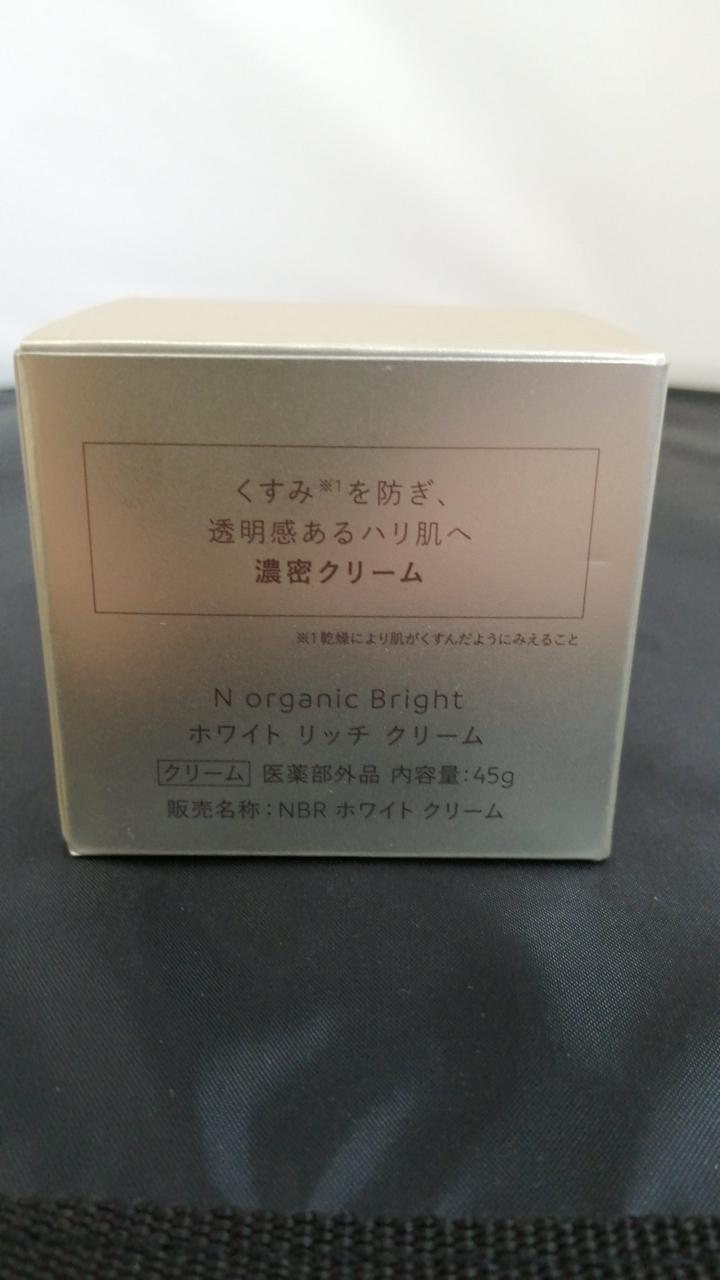 くすみ※1を防ぎ、
透明感あるハリ肌へ
濃密クリーム
※1 乾燥により肌がくすんだようにみえること
N organic Bright
ホワイト リッチ クリーム
クリーム 医薬部外品 内容量:45g
販売名称:NBR ホワイト クリーム